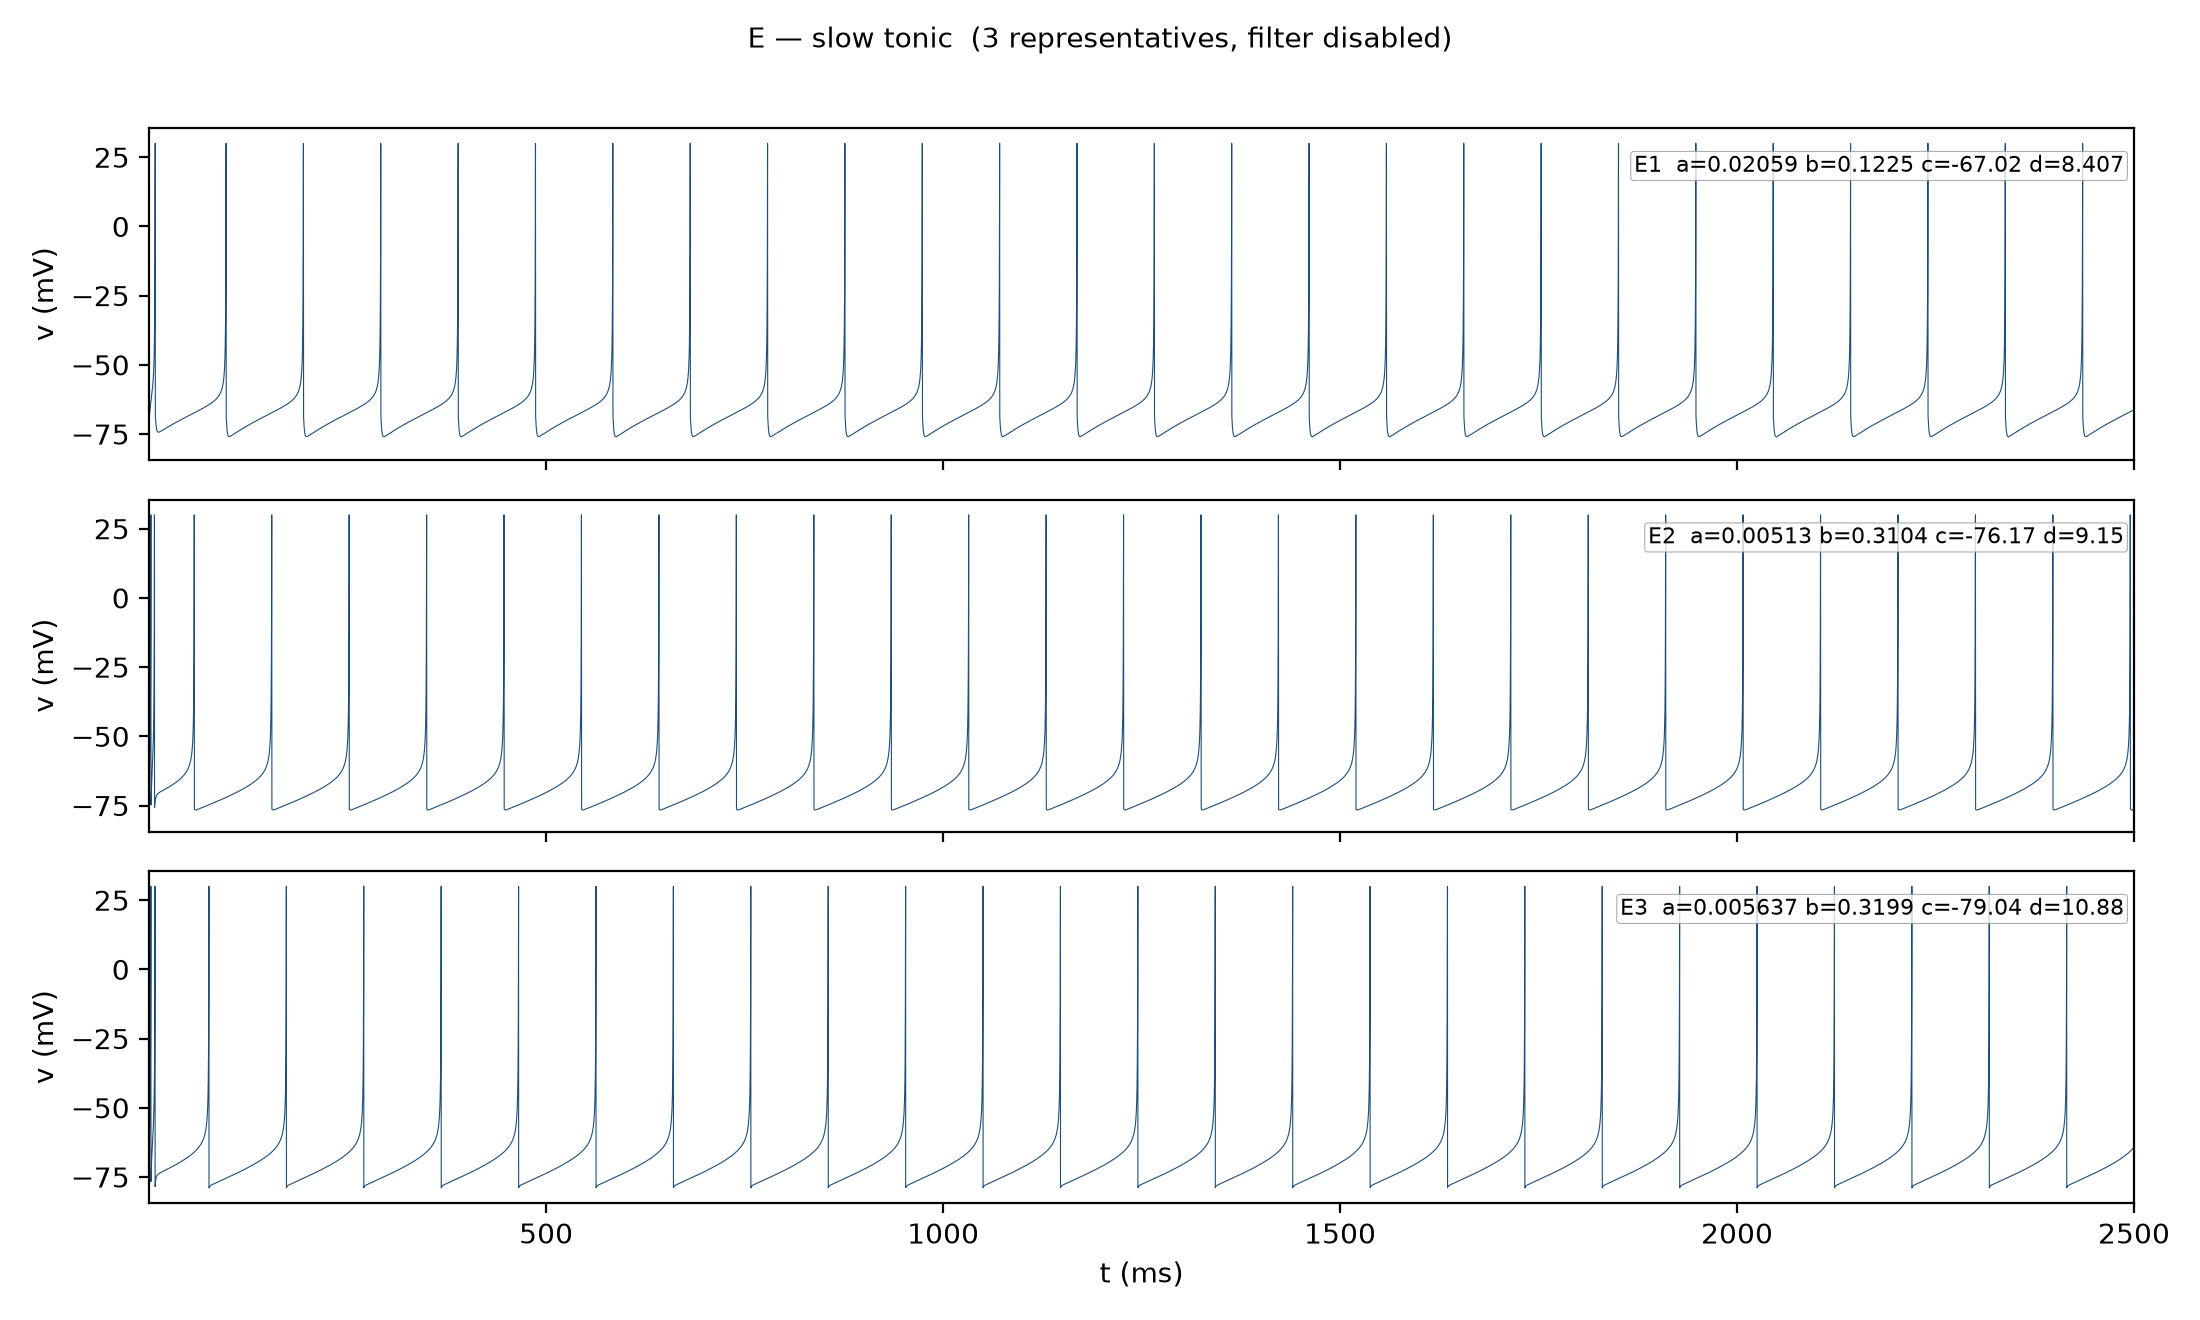 E — slow tonic  (3 representatives, filter disabled)
25
0
−25
−50
−75
v (mV)
E1  a=0.02059 b=0.1225 c=-67.02 d=8.407
25
0
−25
−50
−75
v (mV)
E2  a=0.00513 b=0.3104 c=-76.17 d=9.15
25
0
−25
−50
−75
v (mV)
E3  a=0.005637 b=0.3199 c=-79.04 d=10.88
500 1000 1500 2000 2500
t (ms)